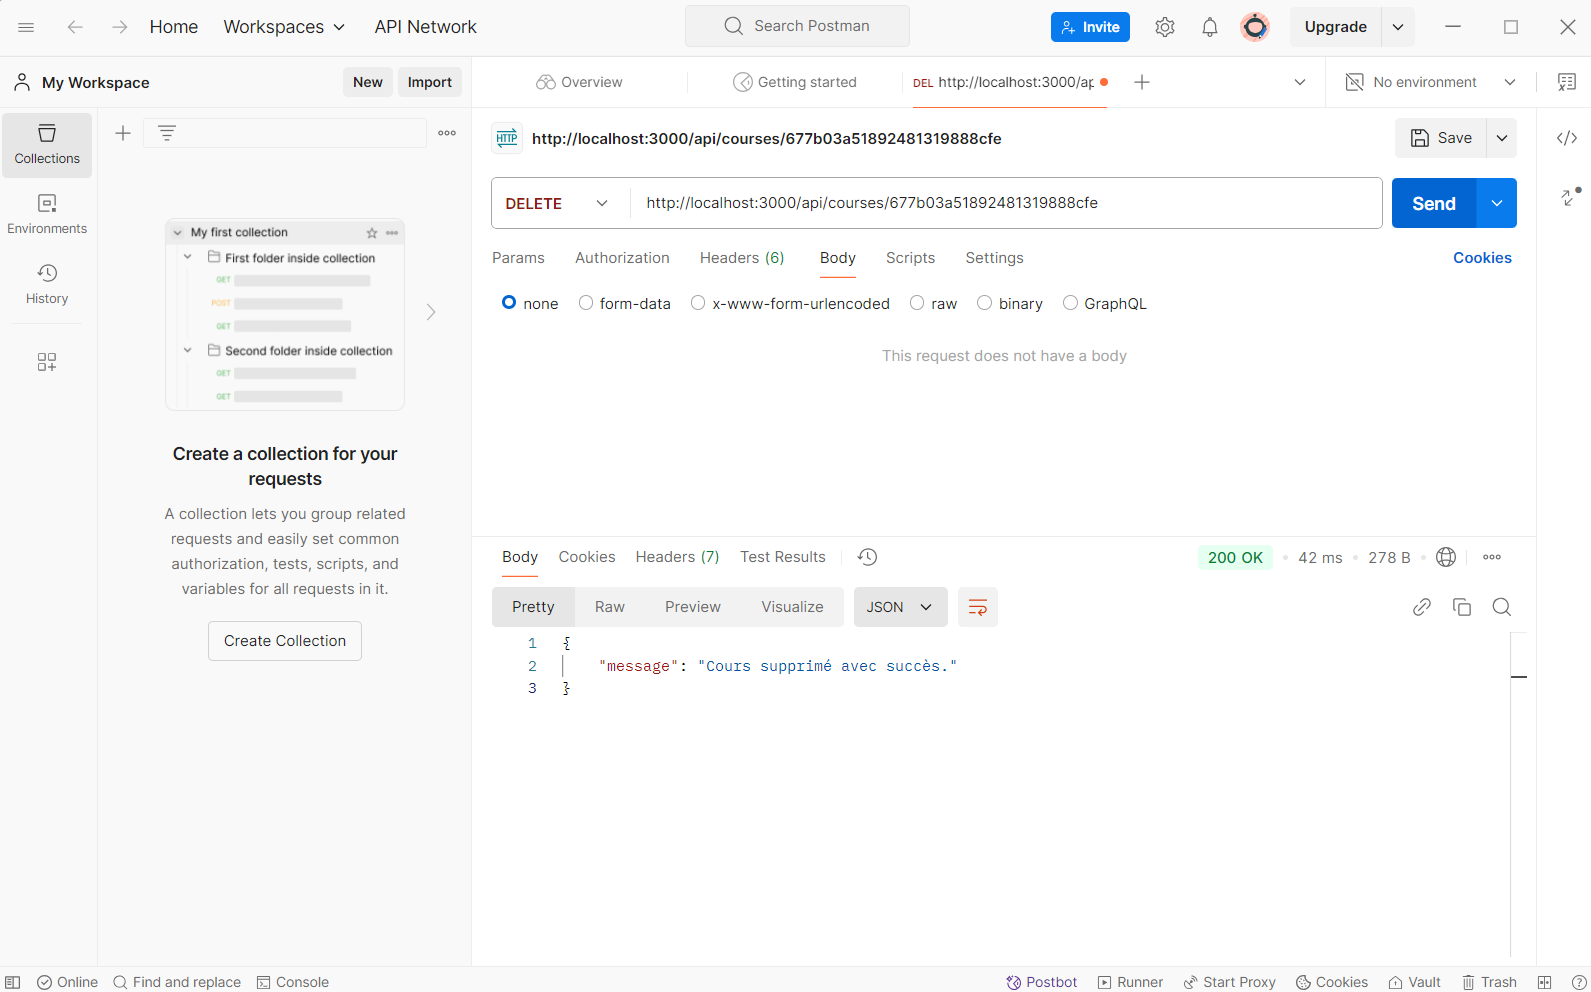 Home Workspaces API Network Search Postman Invite Upgrade
My Workspace New Import Overview Getting started DEL http://localhost:3000/ap No environment
Collections
Environments
History
My first collection
First folder inside collection
GET
POST
GET
Second folder inside collection
GET
GET
Create a collection for your
requests
A collection lets you group related
requests and easily set common
authorization, tests, scripts, and
variables for all requests in it.
Create Collection
HTTP http://localhost:3000/api/courses/677b03a51892481319888cfe Save
DELETE http://localhost:3000/api/courses/677b03a51892481319888cfe Send
Params Authorization Headers (6) Body Scripts Settings Cookies
none form-data x-www-form-urlencoded raw binary GraphQL
This request does not have a body
Body Cookies Headers (7) Test Results 200 OK 42 ms 278 B
Pretty Raw Preview Visualize JSON
1 {
2 "message": "Cours supprimé avec succès."
3 }
Online Find and replace Console Postbot Runner Start Proxy Cookies Vault Trash